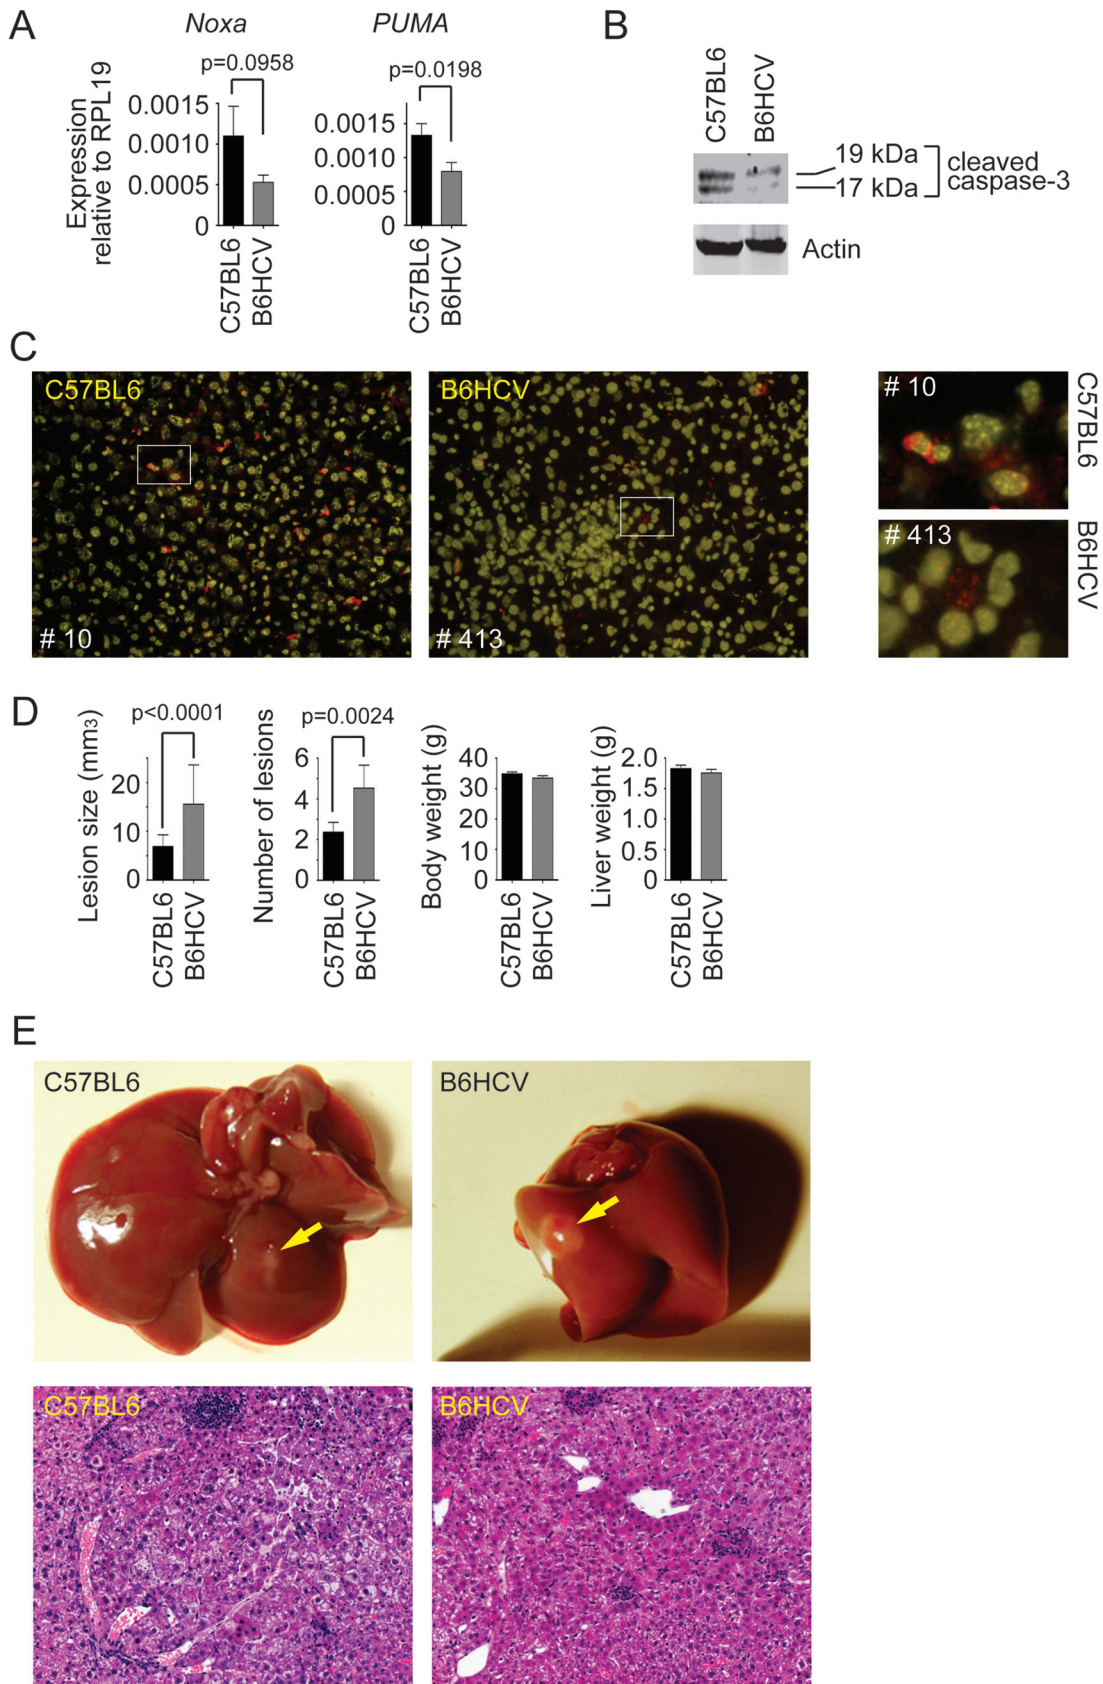 A
Noxa
PUMA
p=0.0958
p=0.0198
Expression
relative to RPL19
0.0015
0.0010
0.0005
0
0.0015
0.0010
0.0005
0
C57BL6
B6HCV
C57BL6
B6HCV
B
C57BL6
B6HCV
19 kDa
17 kDa
cleaved
caspase-3
Actin
C
C57BL6
# 10
B6HCV
# 413
# 10
C57BL6
# 413
B6HCV
D
p<0.0001
Lesion size (mm3)
20
10
0
C57BL6
B6HCV
p=0.0024
Number of lesions
6
4
2
0
C57BL6
B6HCV
Body weight (g)
40
30
20
10
0
C57BL6
B6HCV
Liver weight (g)
2.0
1.5
1.0
0.5
0
C57BL6
B6HCV
E
C57BL6
B6HCV
C57BL6
B6HCV